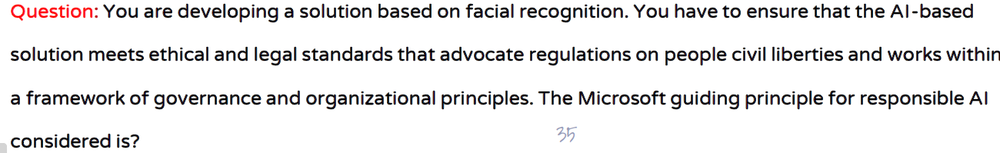 Question: You are developing a solution based on facial recognition. You have to ensure that the AI-based
solution meets ethical and legal standards that advocate regulations on people civil liberties and works within
a framework of governance and organizational principles. The Microsoft guiding principle for responsible AI
considered is?
35